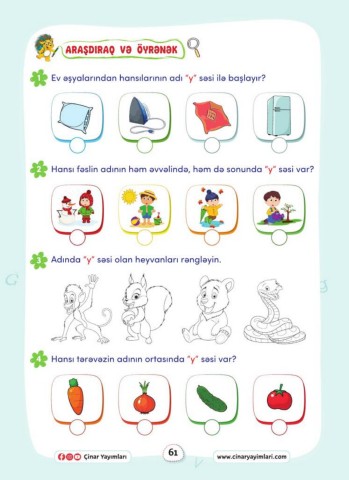 ARAŞDIRAQ VƏ ÖYRƏNƏK
1 Ev əşyalarından hansılarının adı "y" səsi ilə başlayır?
2 Hansı fəslin adının həm əvvəlində, həm də sonunda "y" səsi var?
3 Adında "y" səsi olan heyvanları rəngləyin.
4 Hansı tərəvəzin adının ortasında "y" səsi var?
Çinar Yayımları
61
www.cinaryayimlari.com